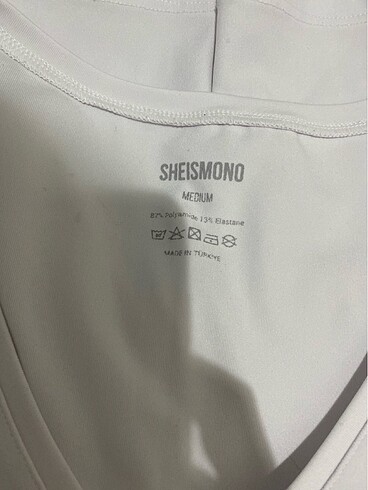 SHEISMONO
MEDIUM
87% Polyamide 13% Elastane
MADE IN TÜRKİYE